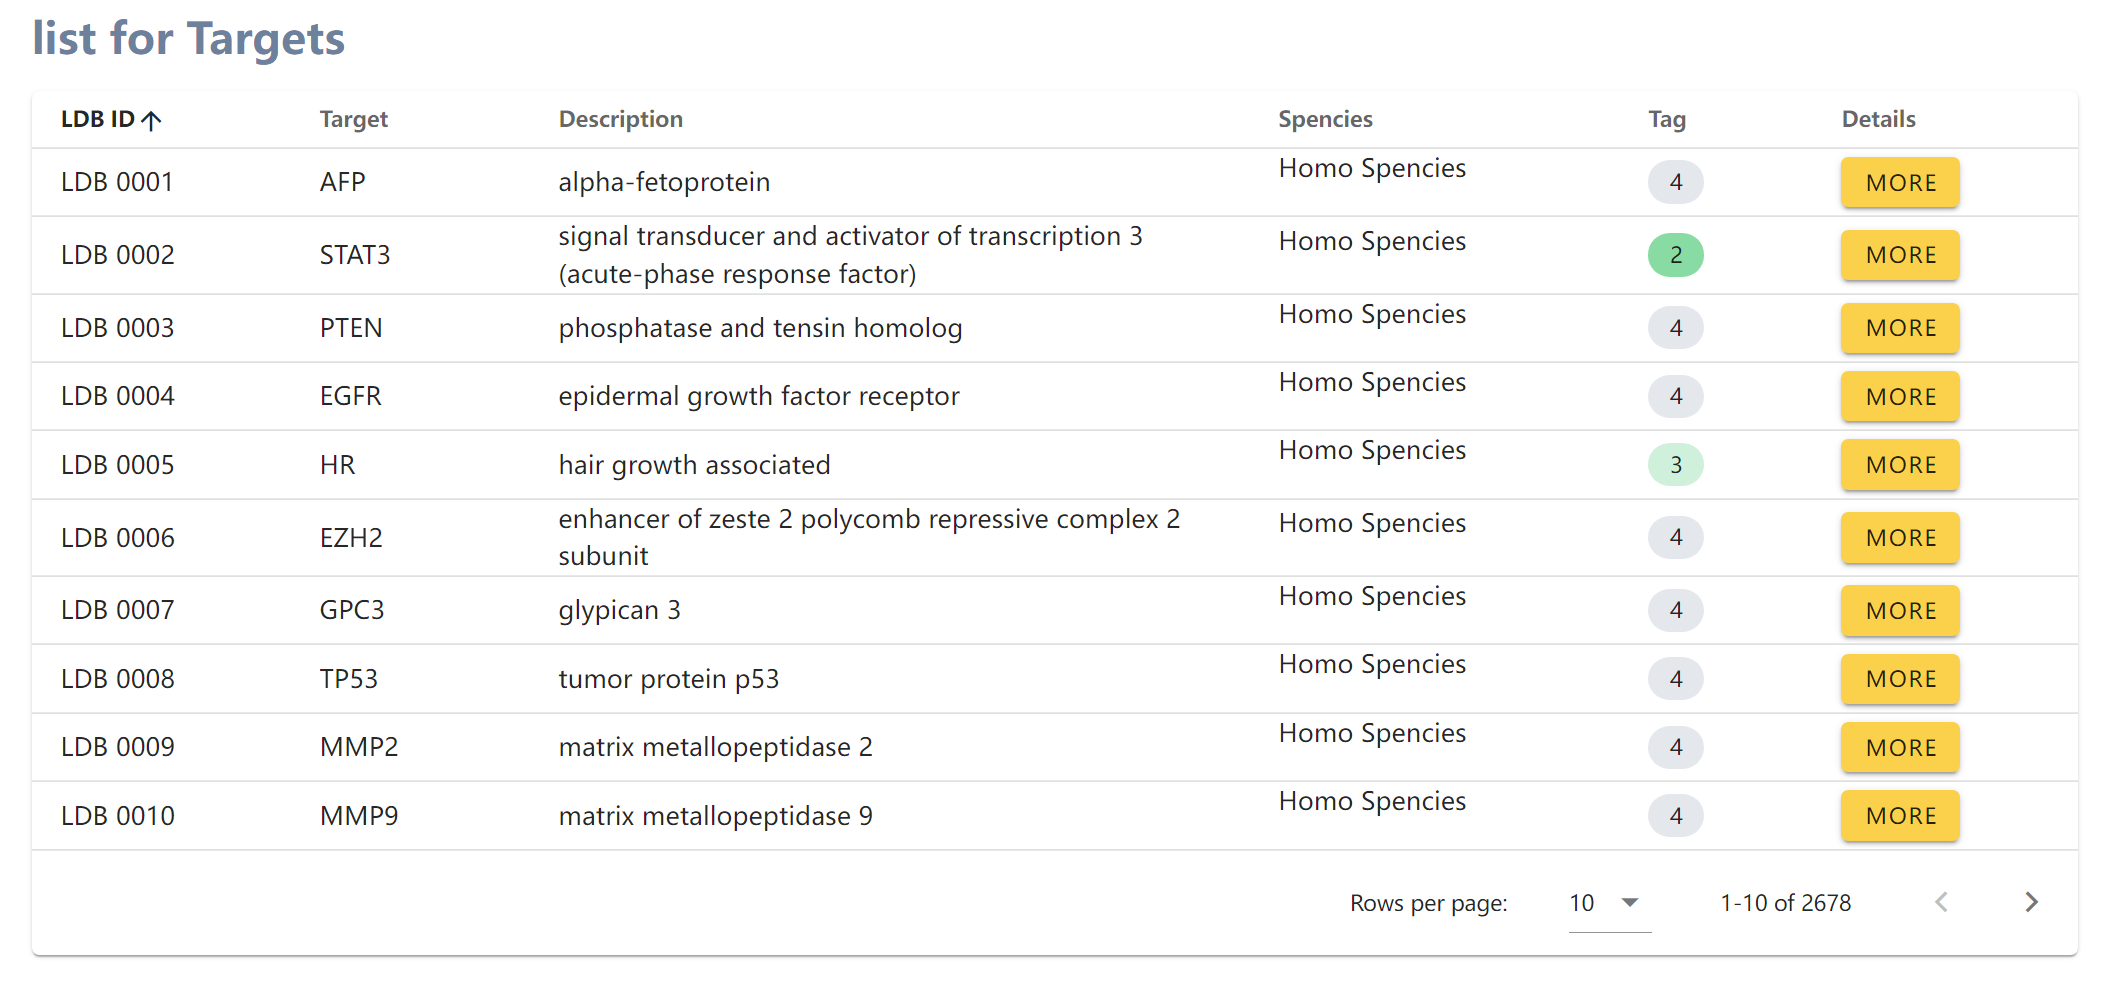 list for Targets
LDB ID Target Description Spencies Tag Details
LDB 0001 AFP alpha-fetoprotein Homo Spencies 4 MORE
LDB 0002 STAT3 signal transducer and activator of transcription 3 Homo Spencies 2 MORE
(acute-phase response factor)
LDB 0003 PTEN phosphatase and tensin homolog Homo Spencies 4 MORE
LDB 0004 EGFR epidermal growth factor receptor Homo Spencies 4 MORE
LDB 0005 HR hair growth associated Homo Spencies 3 MORE
LDB 0006 EZH2 enhancer of zeste 2 polycomb repressive complex 2 Homo Spencies 4 MORE
subunit
LDB 0007 GPC3 glypican 3 Homo Spencies 4 MORE
LDB 0008 TP53 tumor protein p53 Homo Spencies 4 MORE
LDB 0009 MMP2 matrix metallopeptidase 2 Homo Spencies 4 MORE
LDB 0010 MMP9 matrix metallopeptidase 9 Homo Spencies 4 MORE
Rows per page: 10 1-10 of 2678